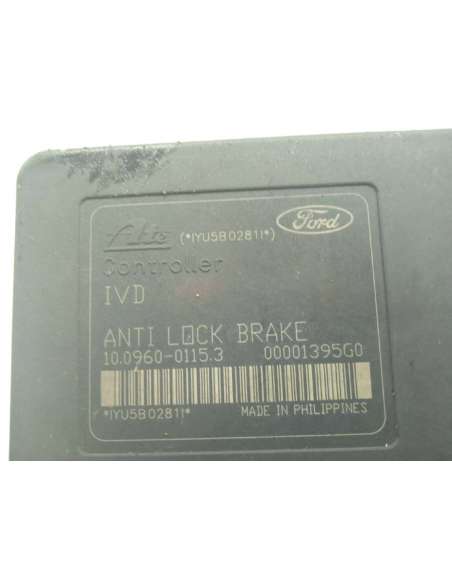 Ate (*IYU5B0281I*) Ford
Controller
IVD
ANTI LOCK BRAKE
10.0960-0115.3 00001395G0
*IYU5B0281I* MADE IN PHILIPPINES